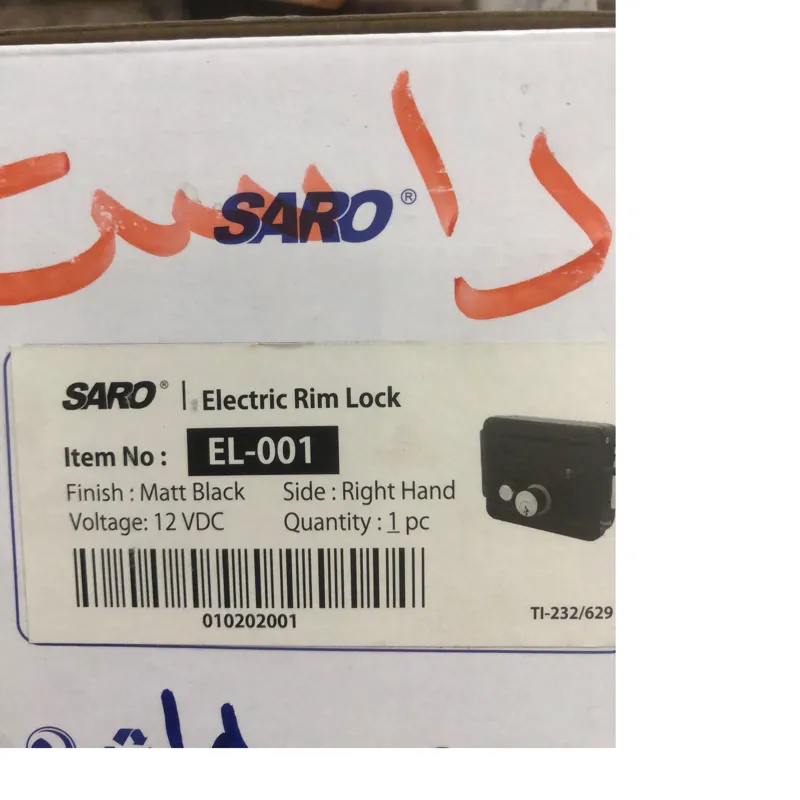 راست
SARO®
SARO® | Electric Rim Lock
Item No : EL-001
Finish : Matt Black Side : Right Hand
Voltage: 12 VDC Quantity : 1 pc
010202001
TI-232/629